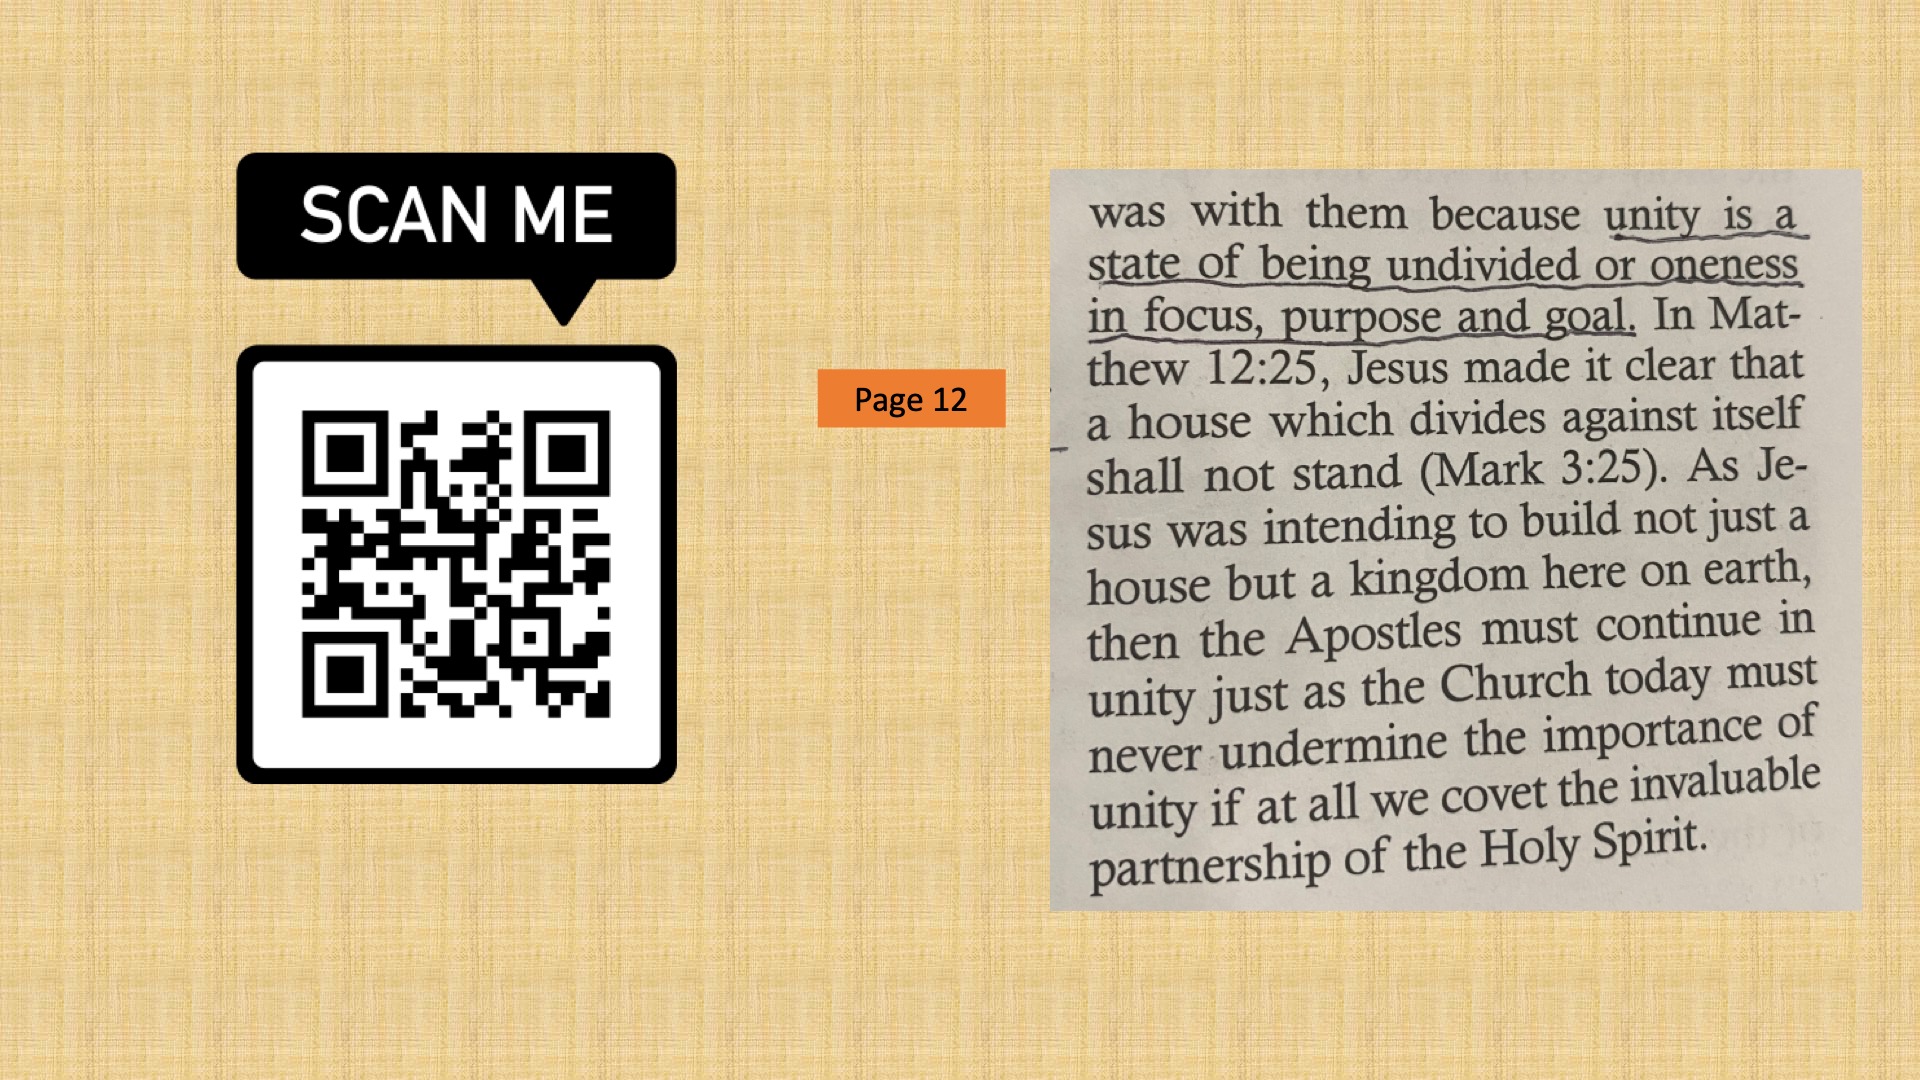 SCAN ME
Page 12
was with them because unity is a
state of being undivided or oneness
in focus, purpose and goal. In Mat-
thew 12:25, Jesus made it clear that
a house which divides against itself
shall not stand (Mark 3:25). As Je-
sus was intending to build not just a
house but a kingdom here on earth,
then the Apostles must continue in
unity just as the Church today must
never undermine the importance of
unity if at all we covet the invaluable
partnership of the Holy Spirit.